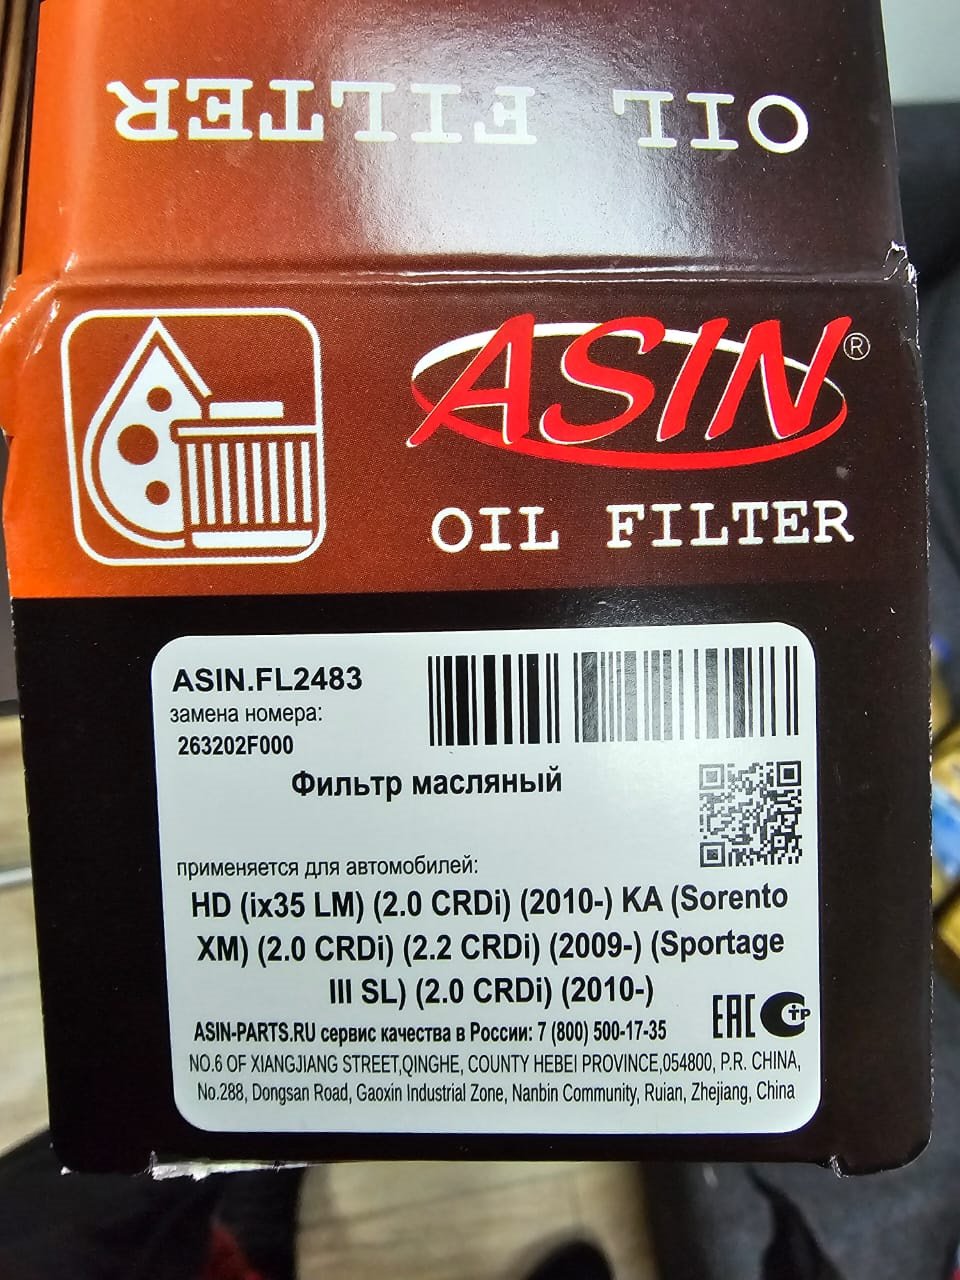 OIL FILTER
ASIN®
OIL FILTER
ASIN.FL2483
замена номера:
263202F000
Фильтр масляный
применяется для автомобилей:
HD (ix35 LM) (2.0 CRDi) (2010-) KA (Sorento
XM) (2.0 CRDi) (2.2 CRDi) (2009-) (Sportage
III SL) (2.0 CRDi) (2010-)
EAC СТР
ASIN-PARTS.RU сервис качества в России: 7 (800) 500-17-35
NO.6 OF XIANGJIANG STREET,QINGHE, COUNTY HEBEI PROVINCE,054800, P.R. CHINA,
No.288, Dongsan Road, Gaoxin Industrial Zone, Nanbin Community, Ruian, Zhejiang, China